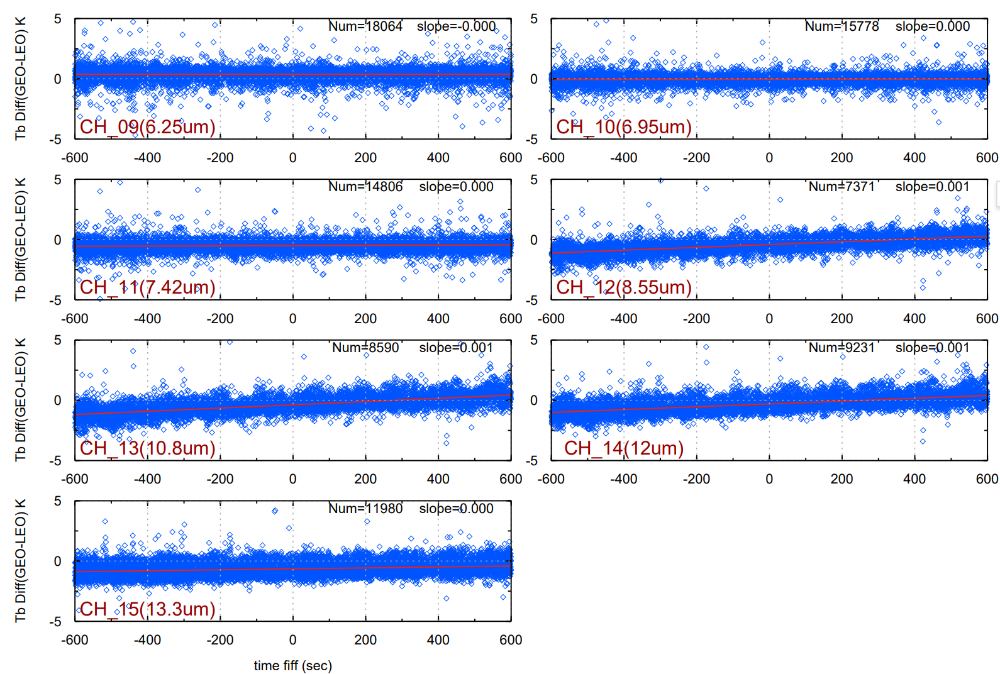 Tb Diff(GEO-LEO) K
5
0
-5
Num=18064 slope=-0.000
CH_09(6.25um)
-600 -400 -200 0 200 400 600
5
0
-5
Num=15778 slope=0.000
CH_10(6.95um)
-600 -400 -200 0 200 400 600
Tb Diff(GEO-LEO) K
5
0
-5
Num=14806 slope=0.000
CH_11(7.42um)
-600 -400 -200 0 200 400 600
5
0
-5
Num=7371 slope=0.001
CH_12(8.55um)
-600 -400 -200 0 200 400 600
Tb Diff(GEO-LEO) K
5
0
-5
Num=8590 slope=0.001
CH_13(10.8um)
-600 -400 -200 0 200 400 600
5
0
-5
Num=9231 slope=0.001
CH_14(12um)
-600 -400 -200 0 200 400 600
Tb Diff(GEO-LEO) K
5
0
-5
Num=11980 slope=0.000
CH_15(13.3um)
-600 -400 -200 0 200 400 600
time fiff (sec)